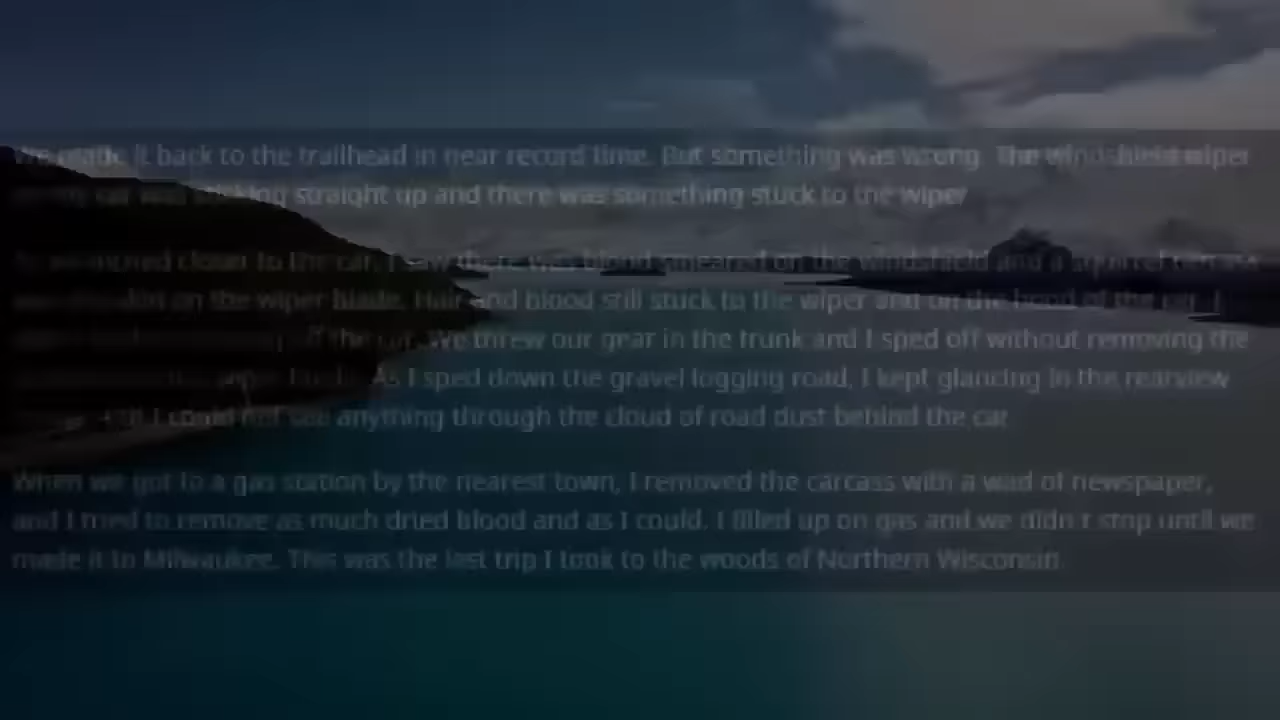 We made it back to the trailhead in near record time. But something was wrong. The windshield wiper
straight up and there was something stuck to the wiper
closer to the car, I saw there was blood smeared on the windshield and a squirrel
on the wiper blade. Hair and blood still stuck to the wiper and on the hood of the car. I
off the car. We threw our gear in the trunk and I sped off without removing the
As I sped down the gravel logging road, I kept glancing in the rearview
I could not see anything through the cloud of road dust behind the car
When we got to a gas station by the nearest town, I removed the carcass with a wad of newspaper,
and I tried to remove as much dried blood and as I could. I filled up on gas and we didn't stop until we
made it to Milwaukee. This was the last trip I took to the woods of Northern Wisconsin.